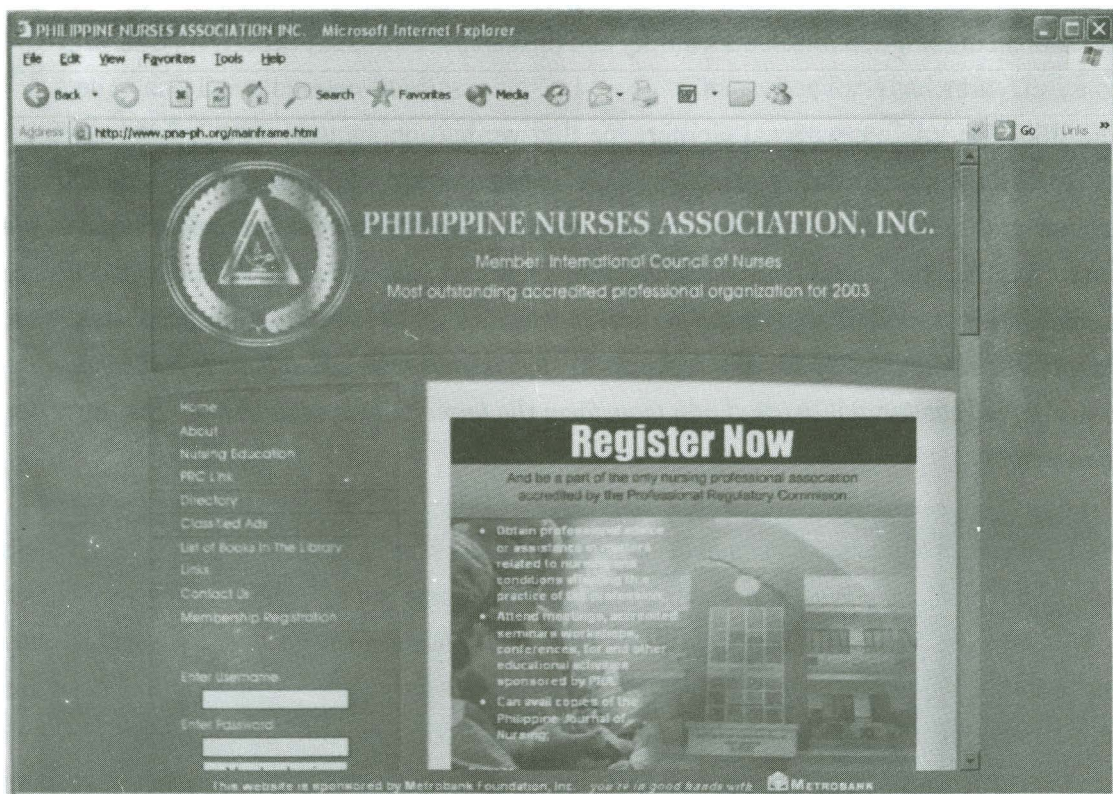 PHILIPPINE NURSES ASSOCIATION INC. Microsoft Internet Explorer
File Edit View Favorites Tools Help
Back Search Favorites Media
Address http://www.pna-ph.org/mainframe.html Go Links »
PHILIPPINE NURSES ASSOCIATION, INC.
Member: International Council of Nurses
Most outstanding accredited professional organization for 2003
Home
About
Nursing Education
PRC Link
Directory
Classified Ads
List of Books In The Library
Links
Contact Us
Membership Registration
Enter Username
Enter Password
Register Now
And be a part of the only nursing professional association
accredited by the Professional Regulatory Commision
• Obtain professional advice
or assistance in matters
related to nursing and
conditions affecting the
practice of the profession
• Attend meetings, accredited
seminars workshops,
conferences, for and other
educational activities
sponsored by PNA.
• Can avail copies of the
Philippine Journal of
Nursing;
This website is sponsored by Metrobank Foundation, Inc. you're in good hands with METROBANK